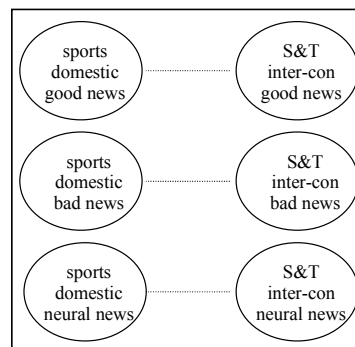 sports
domestic
good news
S&T
inter-con
good news
sports
domestic
bad news
S&T
inter-con
bad news
sports
domestic
neural news
S&T
inter-con
neural news